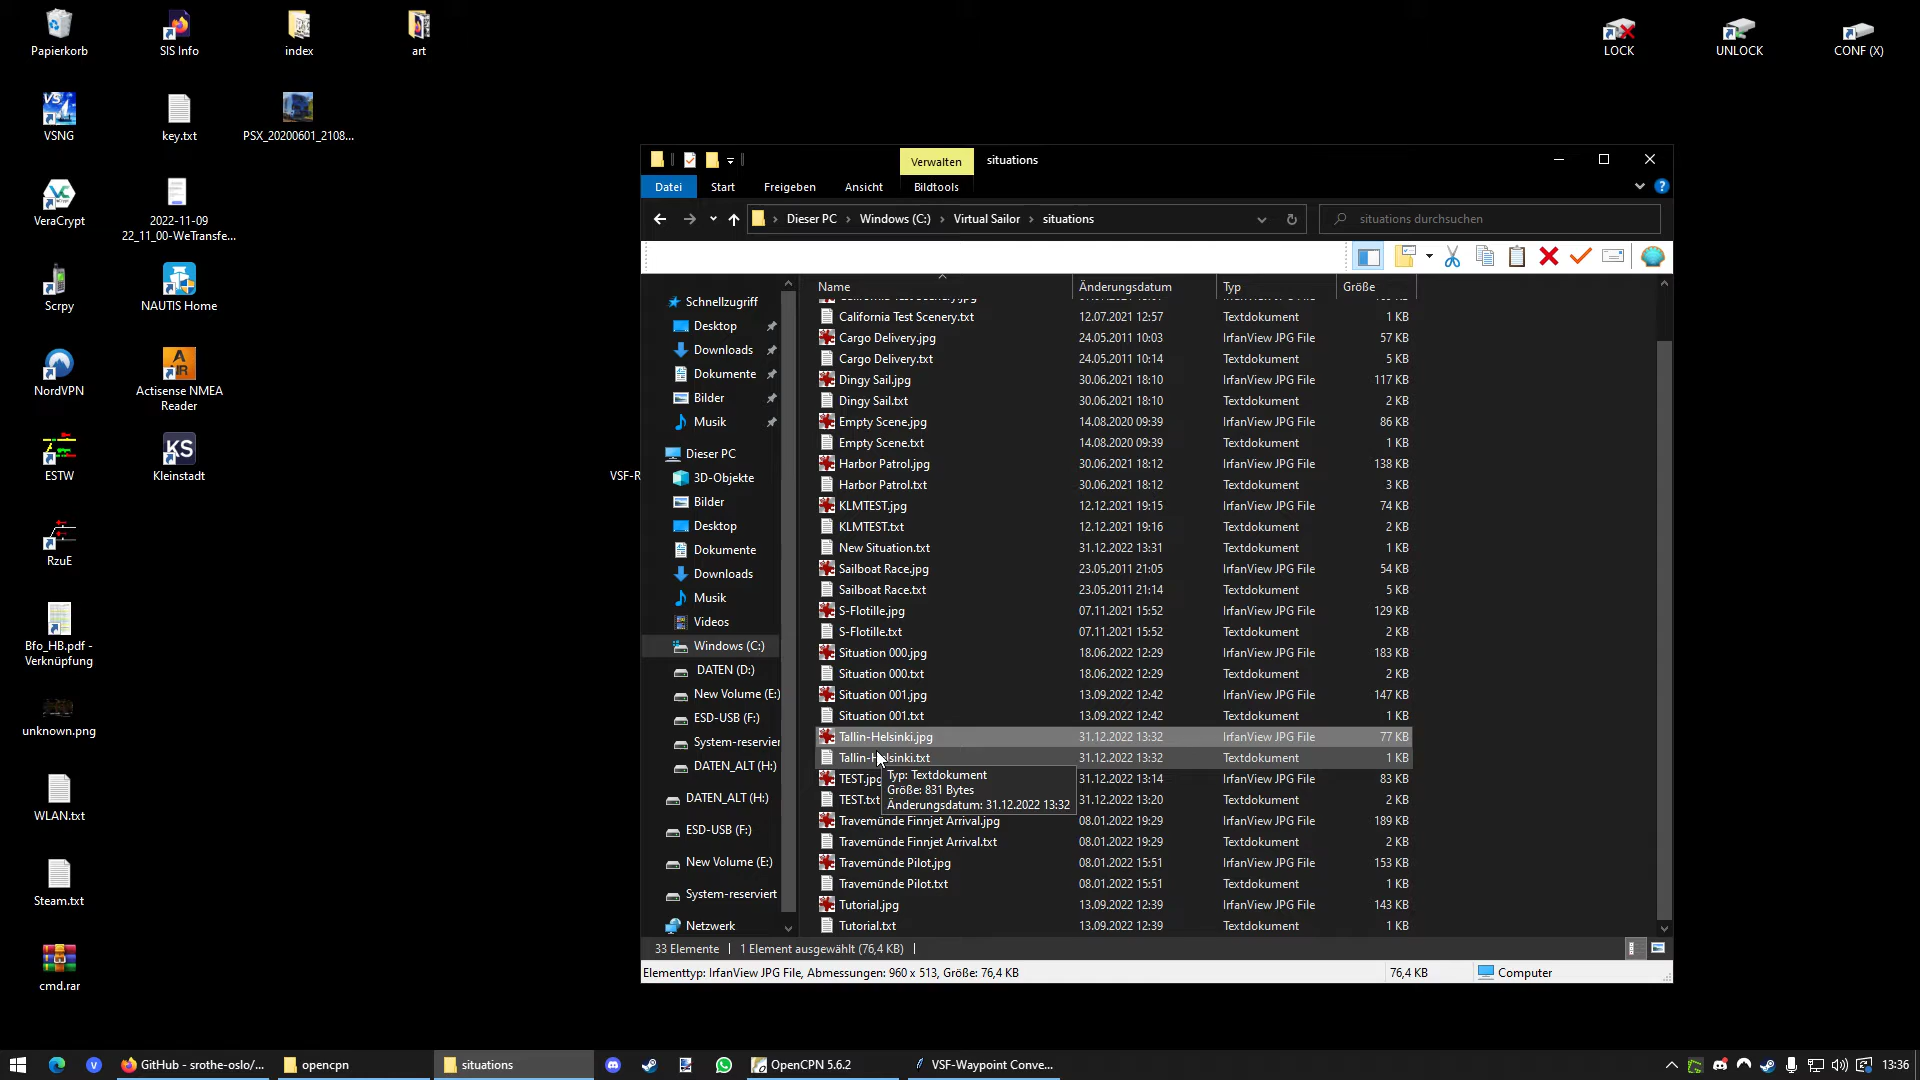 Papierkorb
SIS Info
index
art
LOCK
UNLOCK
CONF (X)
VSNG
key.txt
PSX_20200601_2108...
VeraCrypt
2022-11-09
22_11_00-WeTransfe...
Scrpy
NAUTIS Home
NordVPN
Actisense NMEA
Reader
ESTW
Kleinstadt
VSF-R
RzuE
Bfo_HB.pdf -
Verknüpfung
unknown.png
WLAN.txt
Steam.txt
cmd.rar
Verwalten
situations
Datei
Start
Freigeben
Ansicht
Bildtools
Dieser PC
Windows (C:)
Virtual Sailor
situations
situations durchsuchen
Name
Änderungsdatum
Typ
Größe
Schnellzugriff
Desktop
Downloads
Dokumente
Bilder
Musik
Dieser PC
3D-Objekte
Bilder
Desktop
Dokumente
Downloads
Musik
Videos
Windows (C:)
DATEN (D:)
New Volume (E:)
ESD-USB (F:)
System-reservier
DATEN_ALT (H:)
DATEN_ALT (H:)
ESD-USB (F:)
New Volume (E:)
System-reserviert
Netzwerk
California Test Scenery.txt 12.07.2021 12:57 Textdokument 1 KB
Cargo Delivery.jpg 24.05.2011 10:03 IrfanView JPG File 57 KB
Cargo Delivery.txt 24.05.2011 10:14 Textdokument 5 KB
Dingy Sail.jpg 30.06.2021 18:10 IrfanView JPG File 117 KB
Dingy Sail.txt 30.06.2021 18:10 Textdokument 2 KB
Empty Scene.jpg 14.08.2020 09:39 IrfanView JPG File 86 KB
Empty Scene.txt 14.08.2020 09:39 Textdokument 1 KB
Harbor Patrol.jpg 30.06.2021 18:12 IrfanView JPG File 138 KB
Harbor Patrol.txt 30.06.2021 18:12 Textdokument 3 KB
KLMTEST.jpg 12.12.2021 19:15 IrfanView JPG File 74 KB
KLMTEST.txt 12.12.2021 19:16 Textdokument 2 KB
New Situation.txt 31.12.2022 13:31 Textdokument 1 KB
Sailboat Race.jpg 23.05.2011 21:05 IrfanView JPG File 54 KB
Sailboat Race.txt 23.05.2011 21:14 Textdokument 5 KB
S-Flotille.jpg 07.11.2021 15:52 IrfanView JPG File 129 KB
S-Flotille.txt 07.11.2021 15:52 Textdokument 2 KB
Situation 000.jpg 18.06.2022 12:29 IrfanView JPG File 183 KB
Situation 000.txt 18.06.2022 12:29 Textdokument 1 KB
Situation 001.jpg 13.09.2022 12:42 IrfanView JPG File 147 KB
Situation 001.txt 13.09.2022 12:42 Textdokument 1 KB
Tallin-Helsinki.jpg 31.12.2022 13:32 IrfanView JPG File 77 KB
Tallin-Helsinki.txt 31.12.2022 13:32 Textdokument 1 KB
TEST.jpg 31.12.2022 13:14 IrfanView JPG File 83 KB
TEST.txt 31.12.2022 13:20 Textdokument 2 KB
Travemünde Finnjet Arrival.jpg 08.01.2022 19:29 IrfanView JPG File 189 KB
Travemünde Finnjet Arrival.txt 08.01.2022 19:29 Textdokument 2 KB
Travemünde Pilot.jpg 08.01.2022 15:51 IrfanView JPG File 153 KB
Travemünde Pilot.txt 08.01.2022 15:51 Textdokument 1 KB
Tutorial.jpg 13.09.2022 12:39 IrfanView JPG File 143 KB
Tutorial.txt 13.09.2022 12:39 Textdokument 1 KB
Typ: Textdokument
Größe: 831 Bytes
Änderungsdatum: 31.12.2022 13:32
33 Elemente
1 Element ausgewählt (76,4 KB)
Elementtyp: IrfanView JPG File, Abmessungen: 960 x 513, Größe: 76,4 KB
76,4 KB
Computer
GitHub - srothe-oslo/...
opencpn
situations
OpenCPN 5.6.2
VSF-Waypoint Conve...
13:36